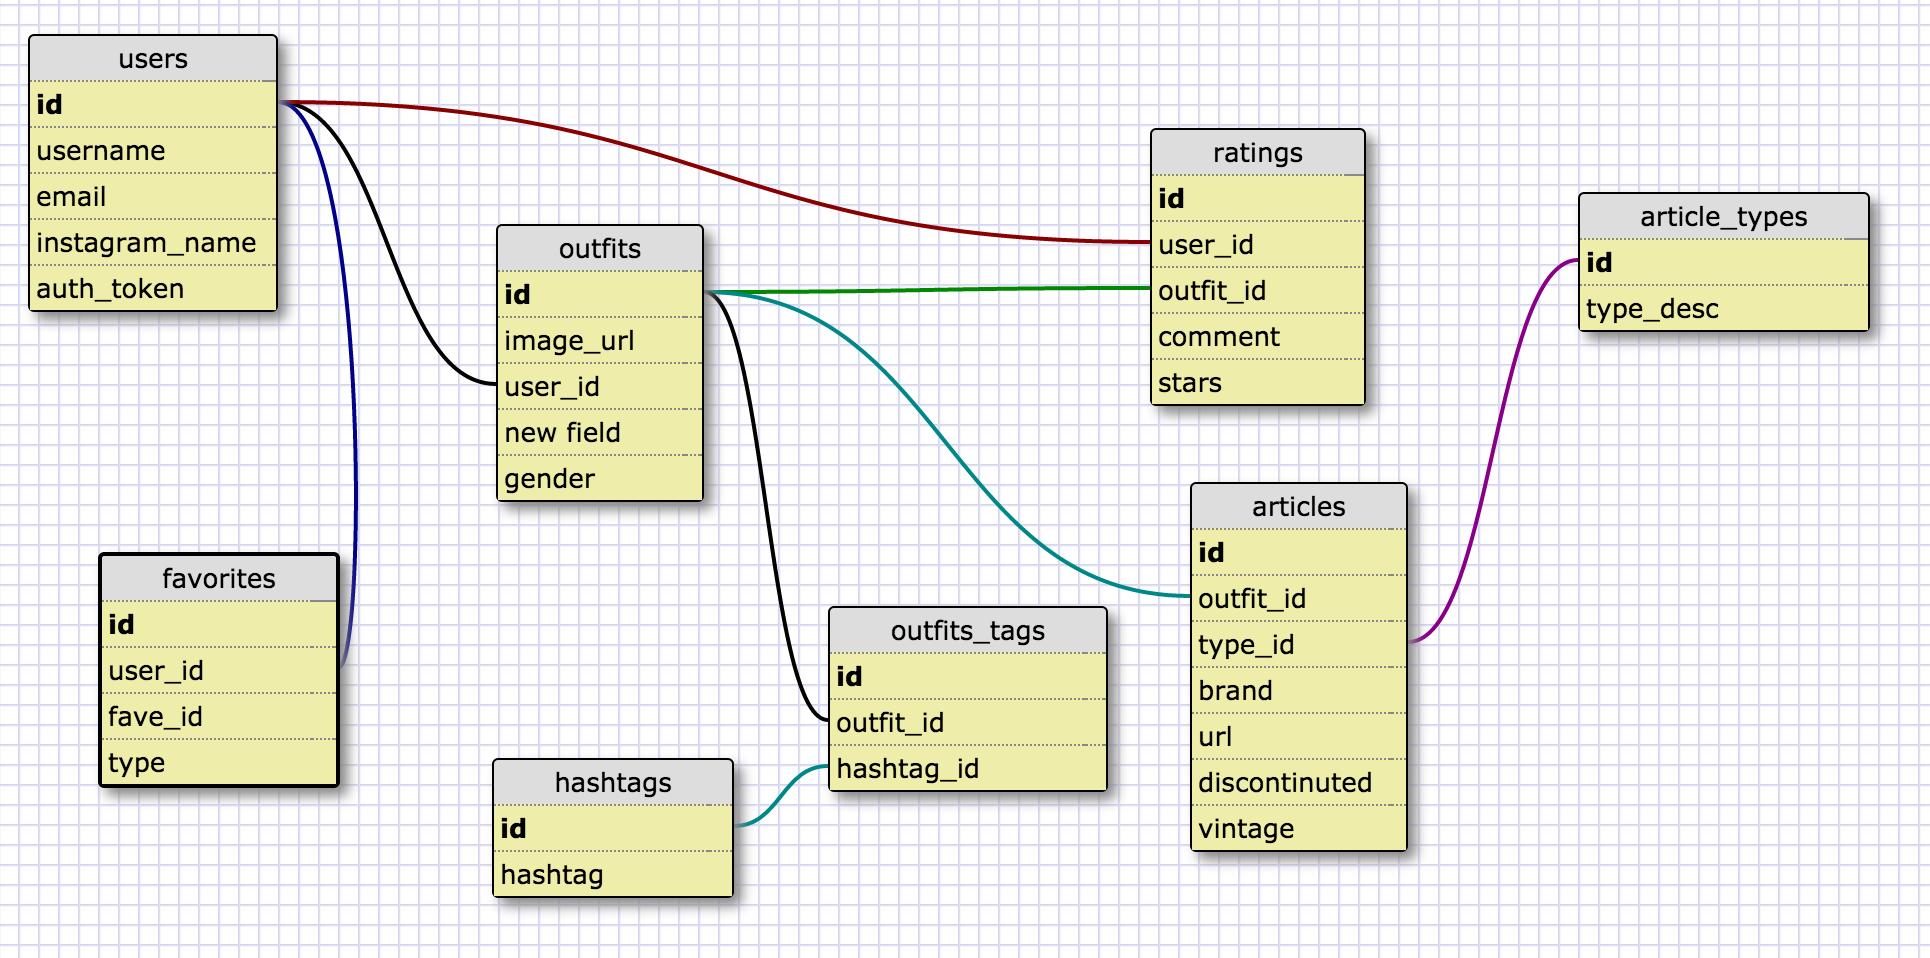 users
id
username
email
instagram_name
auth_token
outfits
id
image_url
user_id
new field
gender
ratings
id
user_id
outfit_id
comment
stars
article_types
id
type_desc
favorites
id
user_id
fave_id
type
hashtags
id
hashtag
outfits_tags
id
outfit_id
hashtag_id
articles
id
outfit_id
type_id
brand
url
discontinuted
vintage